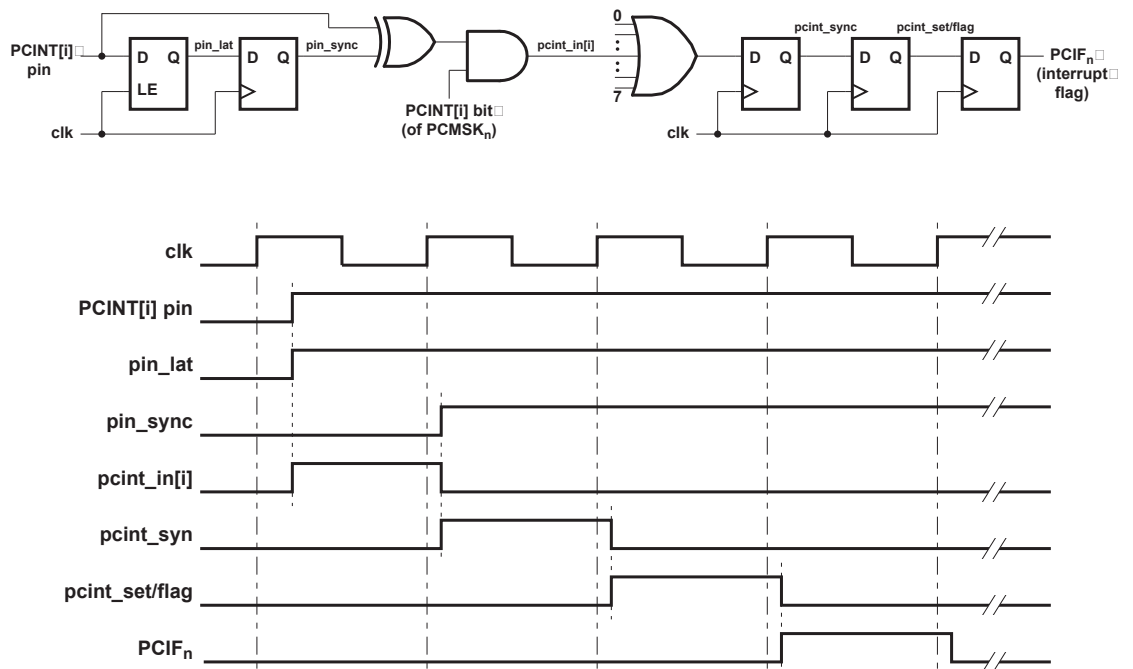 PCINT[i]
pin
D Q
LE
clk
pin_lat
D Q
pin_sync
PCINT[i] bit
(of PCMSKn)
pcint_in[i]
0
7
D Q
pcint_sync
D Q
pcint_set/flag
D Q
clk
PCIFn
(interrupt
flag)
clk
PCINT[i] pin
pin_lat
pin_sync
pcint_in[i]
pcint_syn
pcint_set/flag
PCIFn